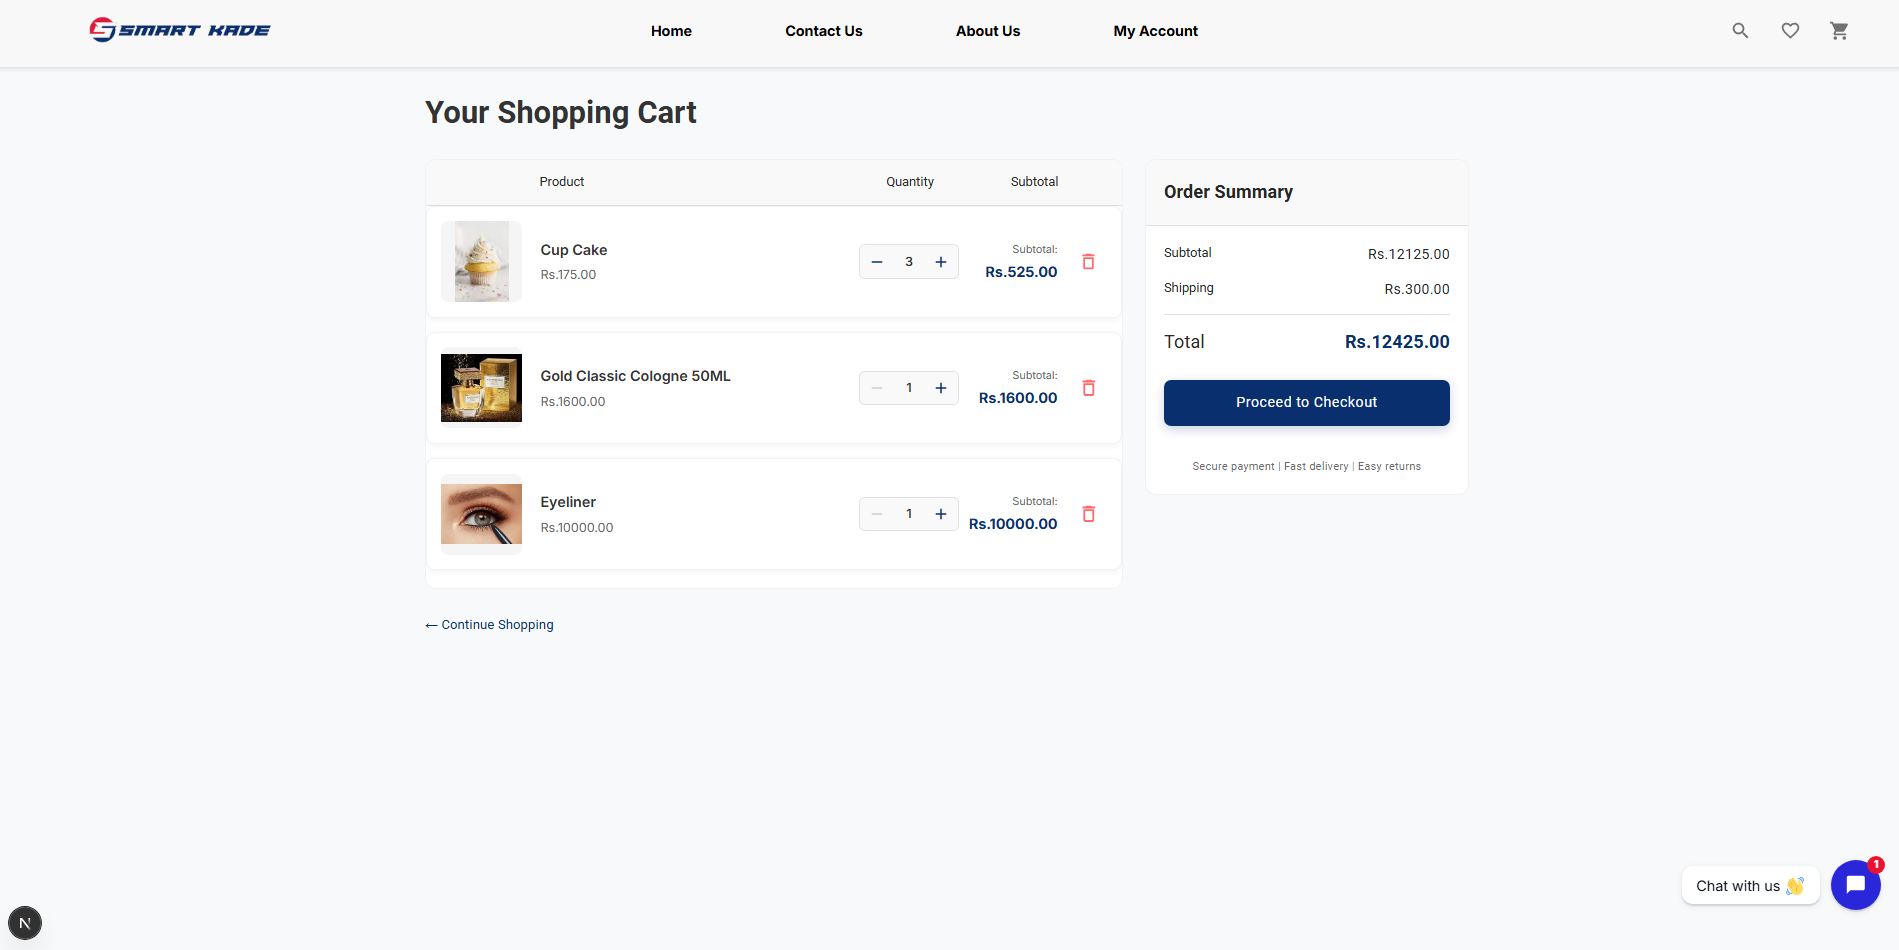 SMART KADE
Home
Contact Us
About Us
My Account
Your Shopping Cart
Product
Quantity
Subtotal
Cup Cake
Rs.175.00
3
Subtotal:
Rs.525.00
Gold Classic Cologne 50ML
Rs.1600.00
1
Subtotal:
Rs.1600.00
Eyeliner
Rs.10000.00
1
Subtotal:
Rs.10000.00
← Continue Shopping
Order Summary
Subtotal
Rs.12125.00
Shipping
Rs.300.00
Total
Rs.12425.00
Proceed to Checkout
Secure payment | Fast delivery | Easy returns
Chat with us 👋
1
N